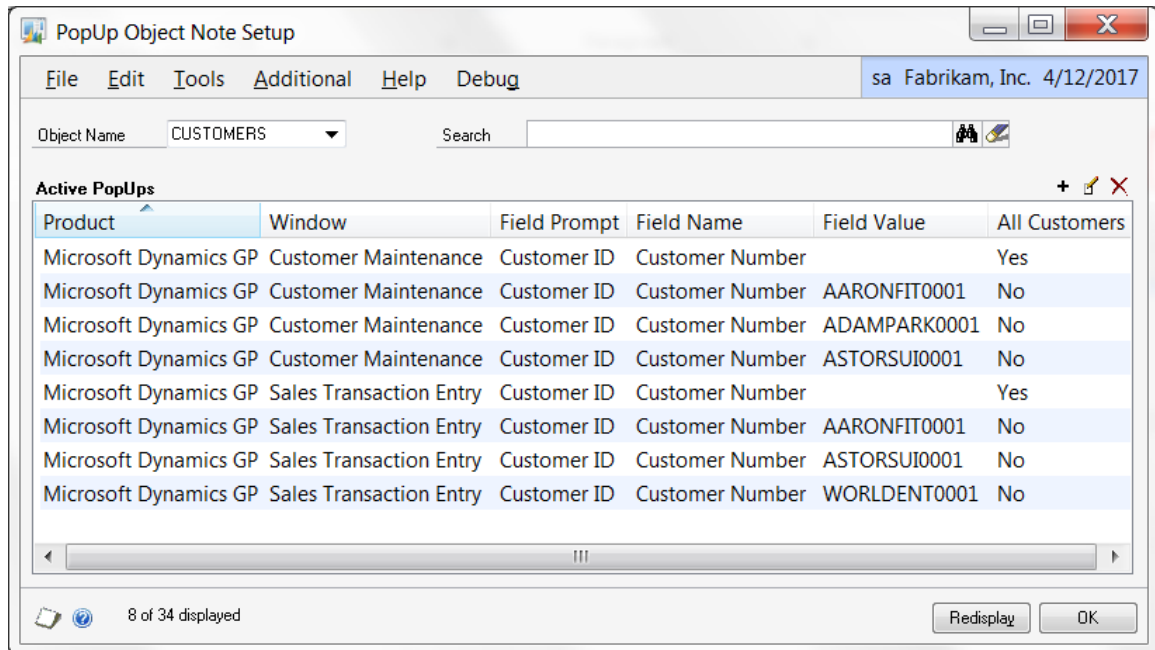 PopUp Object Note Setup
File Edit Tools Additional Help Debug sa Fabrikam, Inc. 4/12/2017
Object Name CUSTOMERS Search
Active PopUps
Product Window Field Prompt Field Name Field Value All Customers
Microsoft Dynamics GP Customer Maintenance Customer ID Customer Number Yes
Microsoft Dynamics GP Customer Maintenance Customer ID Customer Number AARONFIT0001 No
Microsoft Dynamics GP Customer Maintenance Customer ID Customer Number ADAMPARK0001 No
Microsoft Dynamics GP Customer Maintenance Customer ID Customer Number ASTORSUI0001 No
Microsoft Dynamics GP Sales Transaction Entry Customer ID Customer Number Yes
Microsoft Dynamics GP Sales Transaction Entry Customer ID Customer Number AARONFIT0001 No
Microsoft Dynamics GP Sales Transaction Entry Customer ID Customer Number ASTORSUI0001 No
Microsoft Dynamics GP Sales Transaction Entry Customer ID Customer Number WORLDENT0001 No
8 of 34 displayed Redisplay OK